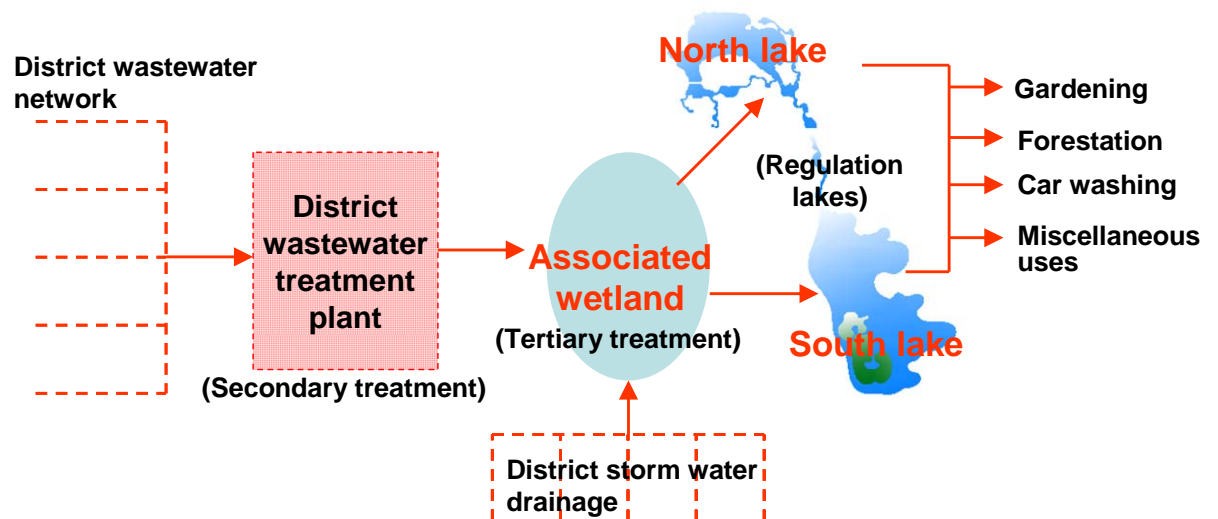 District wastewater
network
District
wastewater
treatment
plant
(Secondary treatment)
Associated
wetland
(Tertiary treatment)
District storm water
drainage
North lake
(Regulation
lakes)
South lake
Gardening
Forestation
Car washing
Miscellaneous
uses